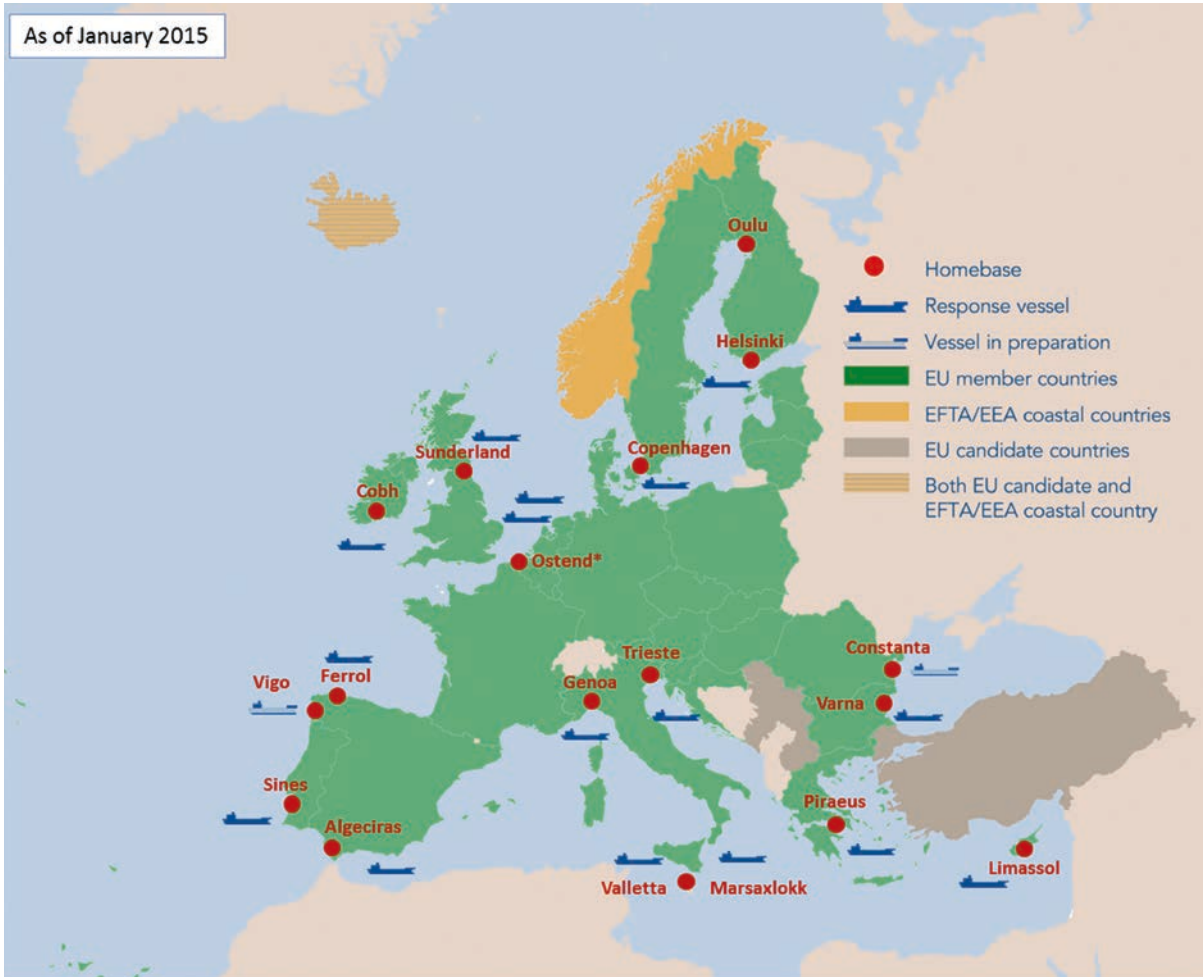 As of January 2015
Oulu
Homebase
Response vessel
Helsinki
Vessel in preparation
EU member countries
EFTA/EEA coastal countries
Copenhagen
Sunderland
EU candidate countries
Cobh
Both EU candidate and
EFTA/EEA coastal country
Ostend*
Trieste
Constanta
Vigo
Ferrol
Genoa
Varna
Sines
Piraeus
Algeciras
Limassol
Valletta
Marsaxlokk